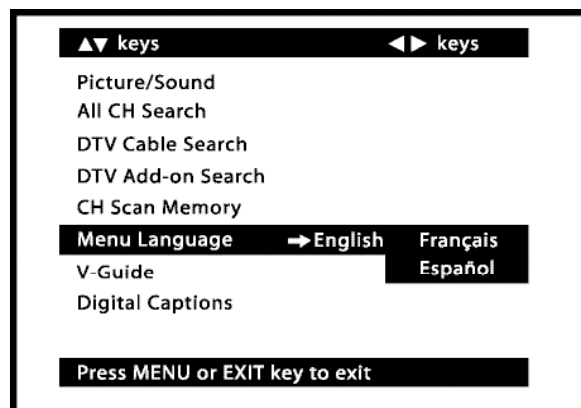 ▲▼ keys ◀▶ keys
Picture/Sound
All CH Search
DTV Cable Search
DTV Add-on Search
CH Scan Memory
Menu Language ➡English Français
Español
V-Guide
Digital Captions
Press MENU or EXIT key to exit